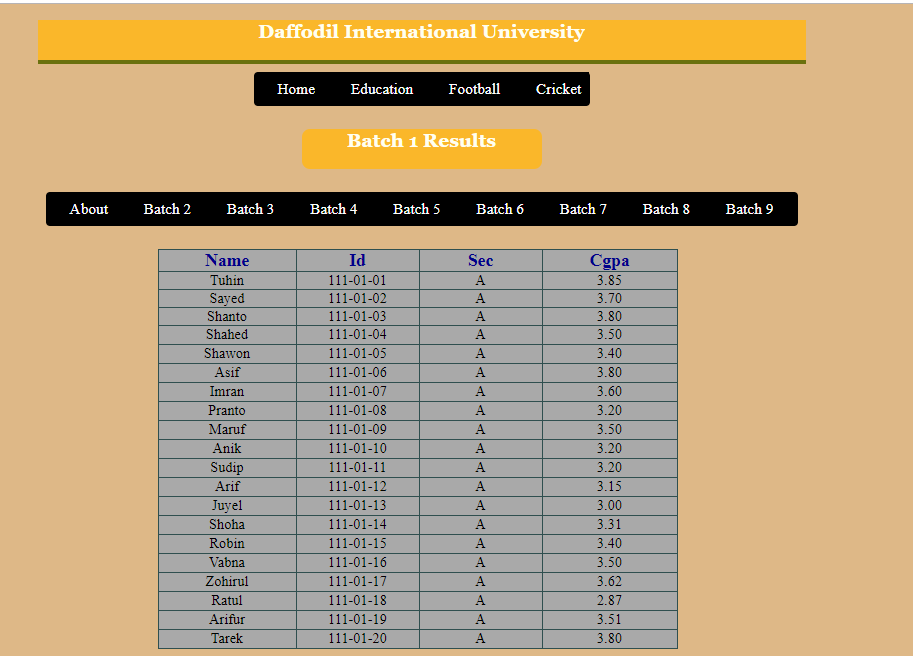 Daffodil International University
Home Education Football Cricket
Batch 1 Results
About Batch 2 Batch 3 Batch 4 Batch 5 Batch 6 Batch 7 Batch 8 Batch 9
Name Id Sec Cgpa
Tuhin 111-01-01 A 3.85
Sayed 111-01-02 A 3.70
Shanto 111-01-03 A 3.80
Shahed 111-01-04 A 3.50
Shawon 111-01-05 A 3.40
Asif 111-01-06 A 3.80
Imran 111-01-07 A 3.60
Pranto 111-01-08 A 3.20
Maruf 111-01-09 A 3.50
Anik 111-01-10 A 3.20
Sudip 111-01-11 A 3.20
Arif 111-01-12 A 3.15
Juyel 111-01-13 A 3.00
Shoha 111-01-14 A 3.31
Robin 111-01-15 A 3.40
Vabna 111-01-16 A 3.50
Zohirul 111-01-17 A 3.62
Ratul 111-01-18 A 2.87
Arifur 111-01-19 A 3.51
Tarek 111-01-20 A 3.80